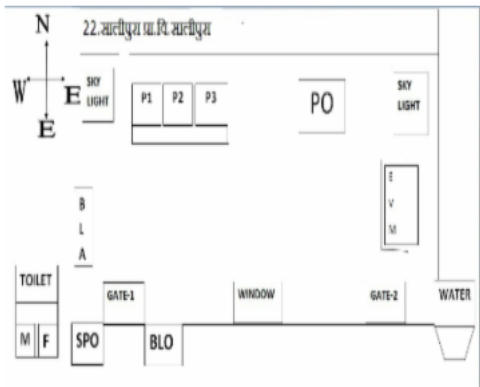 N
22.सालीपुरा प्रा.वि.सालीपुरा
W E
E
SKY LIGHT
P1 P2 P3
PO
SKY LIGHT
E
V
M
B
L
A
TOILET
GATE-1
WINDOW
GATE-2
WATER
M F
SPO
BLO